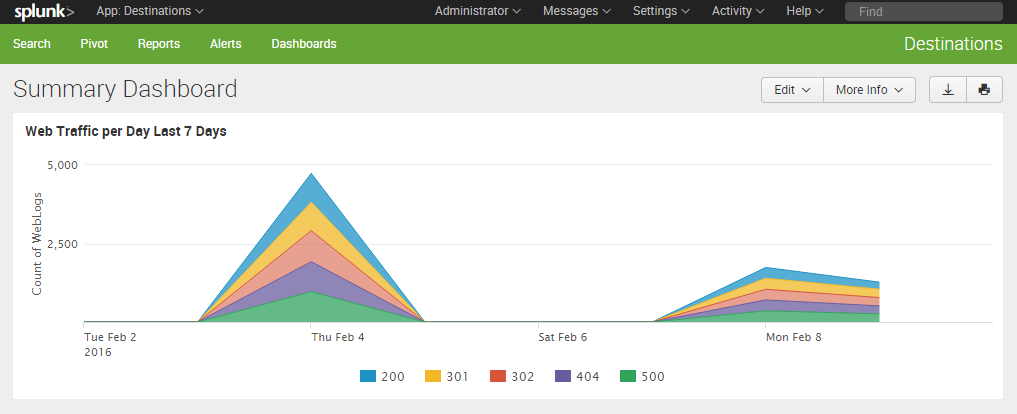 splunk> App: Destinations Administrator Messages Settings Activity Help Find
Search Pivot Reports Alerts Dashboards Destinations
Summary Dashboard Edit More Info
Web Traffic per Day Last 7 Days
Count of WebLogs
5,000
2,500
Tue Feb 2 Thu Feb 4 Sat Feb 6 Mon Feb 8
2016
200 301 302 404 500